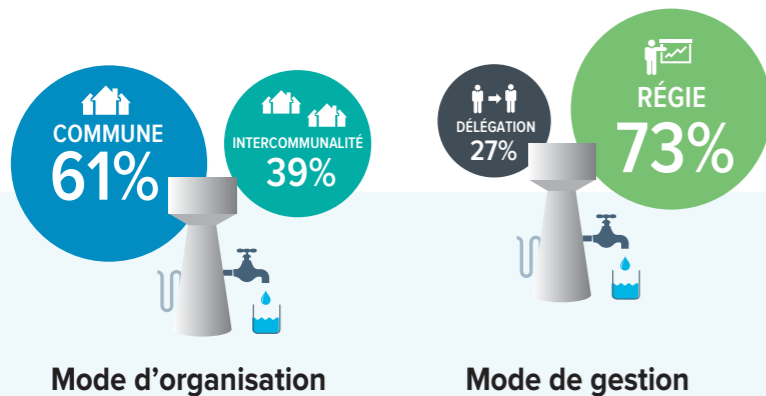 COMMUNE
61%
INTERCOMMUNALITÉ
39%
Mode d’organisation
DÉLÉGATION
27%
RÉGIE
73%
Mode de gestion